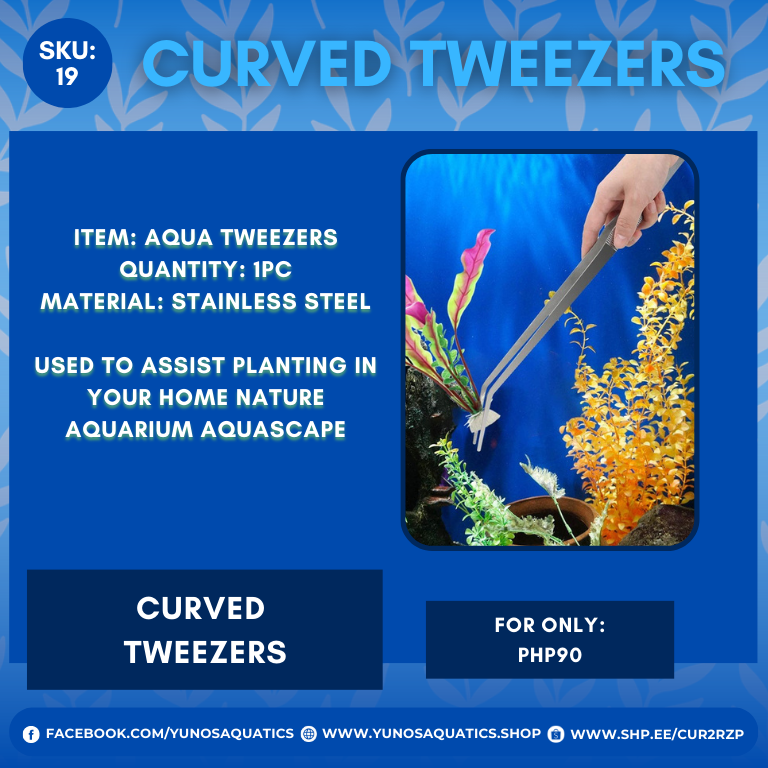 SKU:
19
CURVED TWEEZERS
ITEM: AQUA TWEEZERS
QUANTITY: 1PC
MATERIAL: STAINLESS STEEL
USED TO ASSIST PLANTING IN
YOUR HOME NATURE
AQUARIUM AQUASCAPE
CURVED
TWEEZERS
FOR ONLY:
PHP90
FACEBOOK.COM/YUNOSAQUATICS
WWW.YUNOSAQUATICS.SHOP
WWW.SHP.EE/CUR2RZP